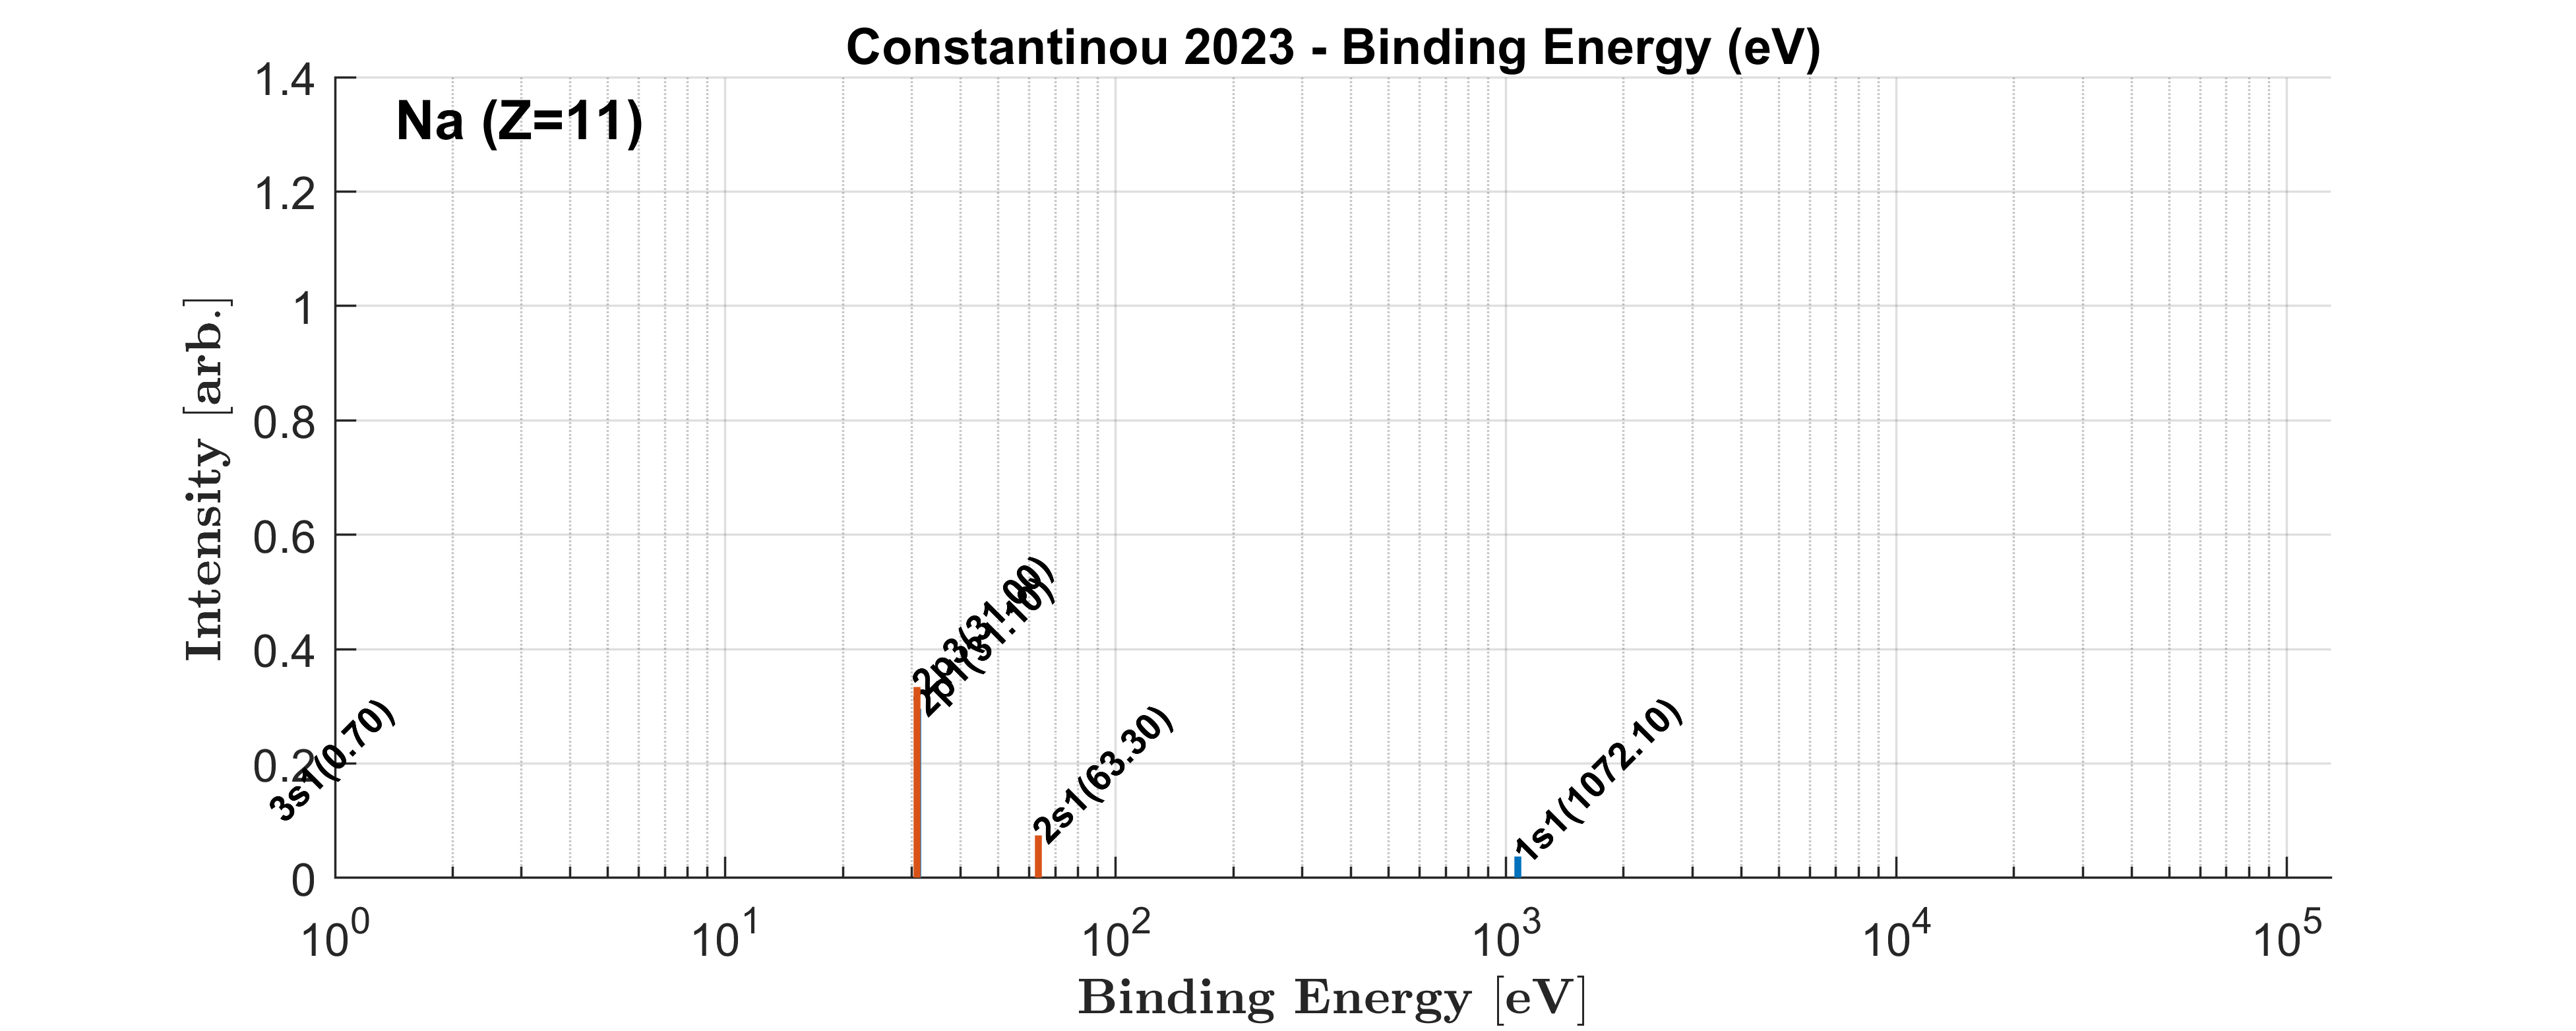 Constantinou 2023 - Binding Energy (eV)
Na (Z=11)
Intensity [arb.]
1.4
1.2
1
0.8
0.6
0.4
0.2
0
3s1(0.70)
2p3(31.00)
2p1(31.10)
2s1(63.30)
1s1(1072.10)
10^0
10^1
10^2
10^3
10^4
10^5
Binding Energy [eV]